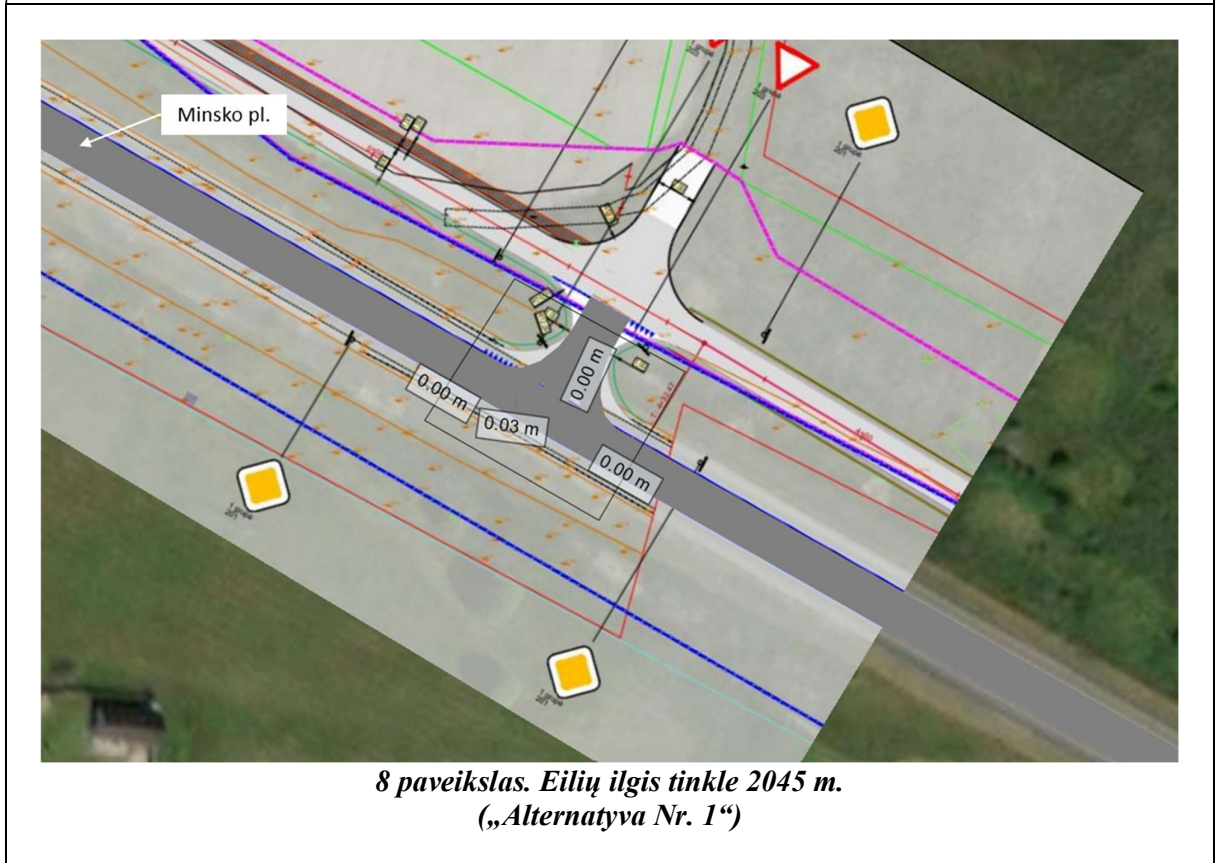 Minsko pl.
0.00 m
0.00 m
0.03 m
0.00 m
8 paveikslas. Eilių ilgis tinkle 2045 m.
(„Alternatyva Nr. 1“)